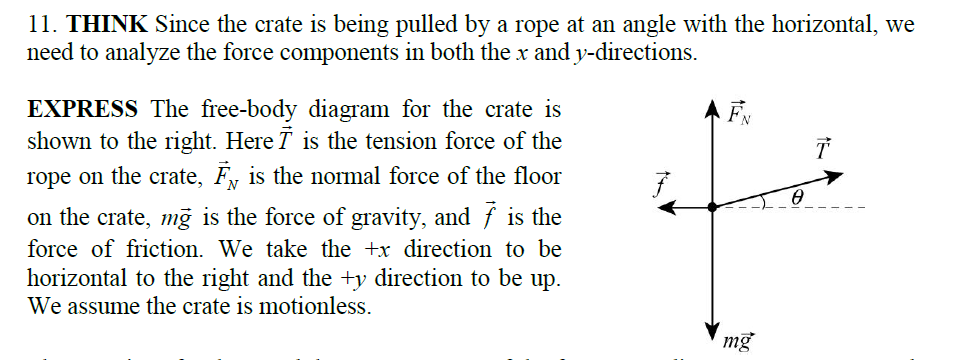 11. THINK Since the crate is being pulled by a rope at an angle with the horizontal, we
need to analyze the force components in both the x and y-directions.
EXPRESS The free-body diagram for the crate is
shown to the right. Here T⃗ is the tension force of the
rope on the crate, F⃗_N is the normal force of the floor
on the crate, mg⃗ is the force of gravity, and f⃗ is the
force of friction. We take the +x direction to be
horizontal to the right and the +y direction to be up.
We assume the crate is motionless.
F⃗_N
T⃗
f⃗
θ
mg⃗